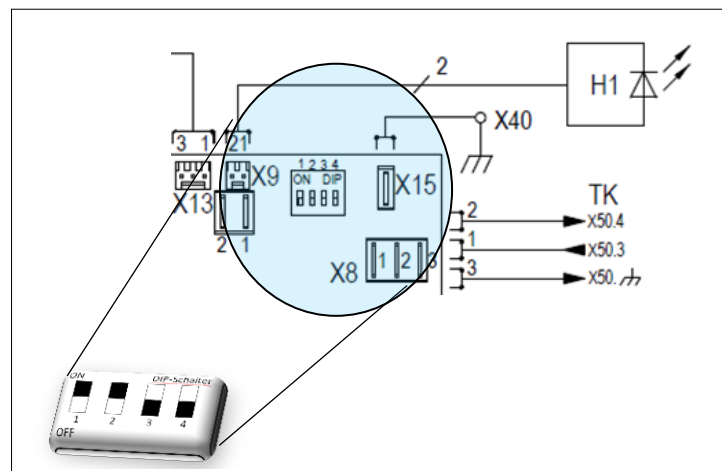 2
H1
X40
3 1
21
X13
X9
1 2 3 4
ON DIP
X15
TK
2
X50.4
1
X50.3
3
X50.
2 1
X8
1 2 3
ON
DIP-Schalter
1 2 3 4
OFF